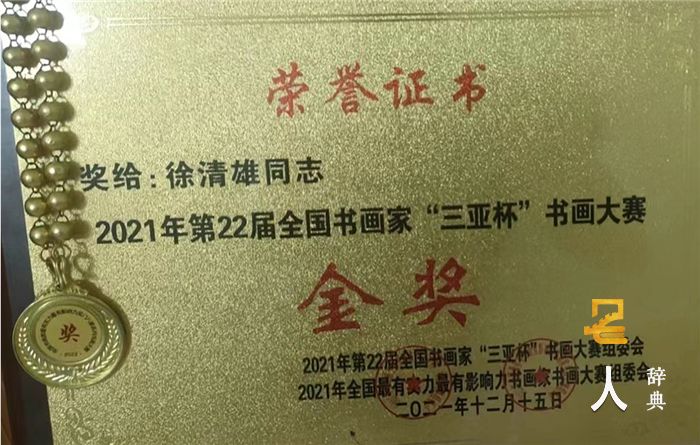 荣誉证书
奖给：徐清雄同志
2021年第22届全国书画家“三亚杯”书画大赛
金奖
2021年第22届全国书画家“三亚杯”书画大赛组委会
2021年全国最有实力最有影响力书画家书画大赛组委会
二〇二一年十二月十五日
奖
2022
人
辞典